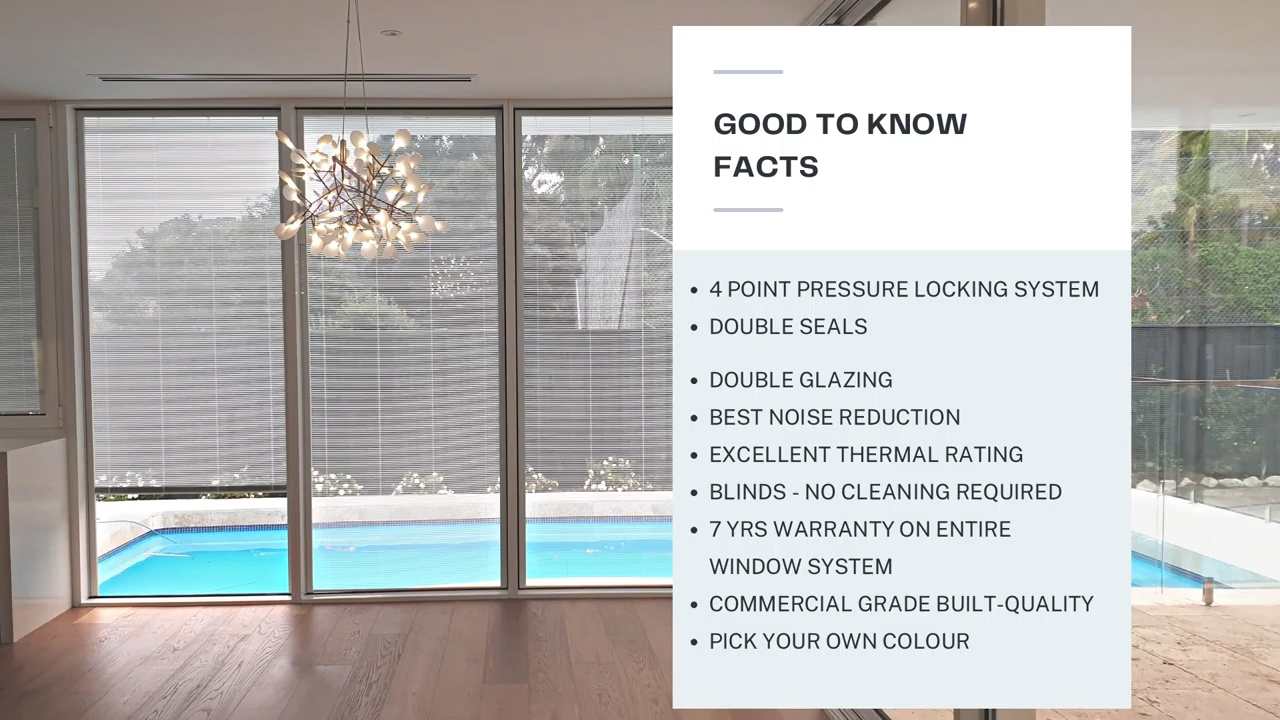 GOOD TO KNOW
FACTS
• 4 POINT PRESSURE LOCKING SYSTEM
• DOUBLE SEALS
• DOUBLE GLAZING
• BEST NOISE REDUCTION
• EXCELLENT THERMAL RATING
• BLINDS - NO CLEANING REQUIRED
• 7 YRS WARRANTY ON ENTIRE
WINDOW SYSTEM
• COMMERCIAL GRADE BUILT-QUALITY
• PICK YOUR OWN COLOUR